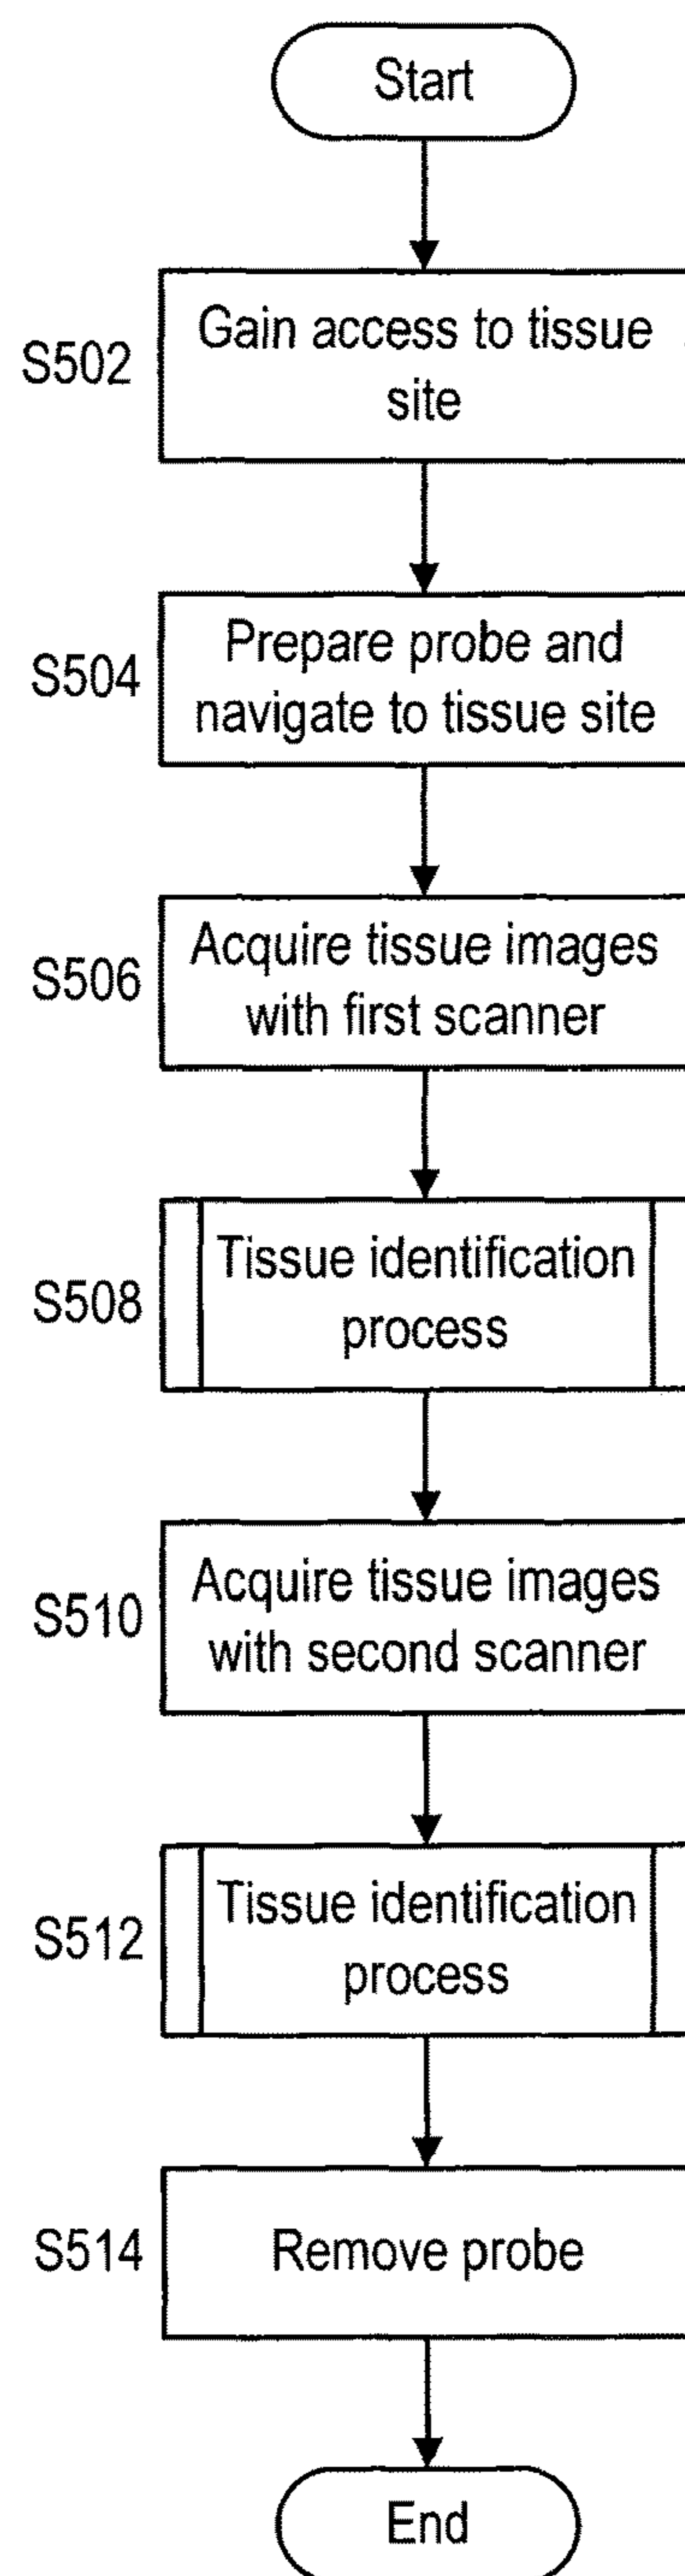 Start
S502
Gain access to tissue
site
S504
Prepare probe and
navigate to tissue site
S506
Acquire tissue images
with first scanner
S508
Tissue identification
process
S510
Acquire tissue images
with second scanner
S512
Tissue identification
process
S514
Remove probe
End